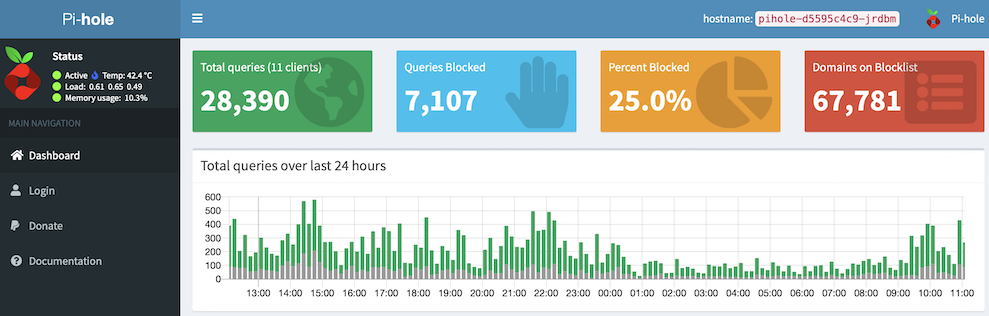 Pi-hole
hostname: pihole-d5595c4c9-jrdbm
Pi-hole
Status
Active Temp: 42.4 °C
Load: 0.61 0.65 0.49
Memory usage: 10.3%
MAIN NAVIGATION
Dashboard
Login
Donate
Documentation
Total queries (11 clients)
28,390
Queries Blocked
7,107
Percent Blocked
25.0%
Domains on Blocklist
67,781
Total queries over last 24 hours
600
500
400
300
200
100
0
13:00 14:00 15:00 16:00 17:00 18:00 19:00 20:00 21:00 22:00 23:00 00:00 01:00 02:00 03:00 04:00 05:00 06:00 07:00 08:00 09:00 10:00 11:00